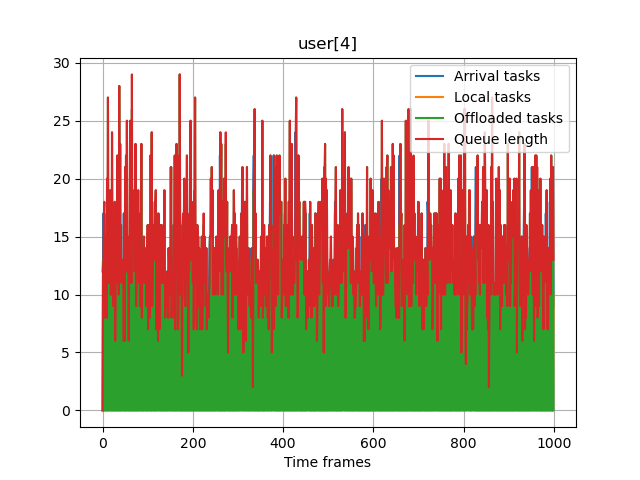 user[4]
30
25
20
15
10
5
0
Arrival tasks
Local tasks
Offloaded tasks
Queue length
0 200 400 600 800 1000
Time frames